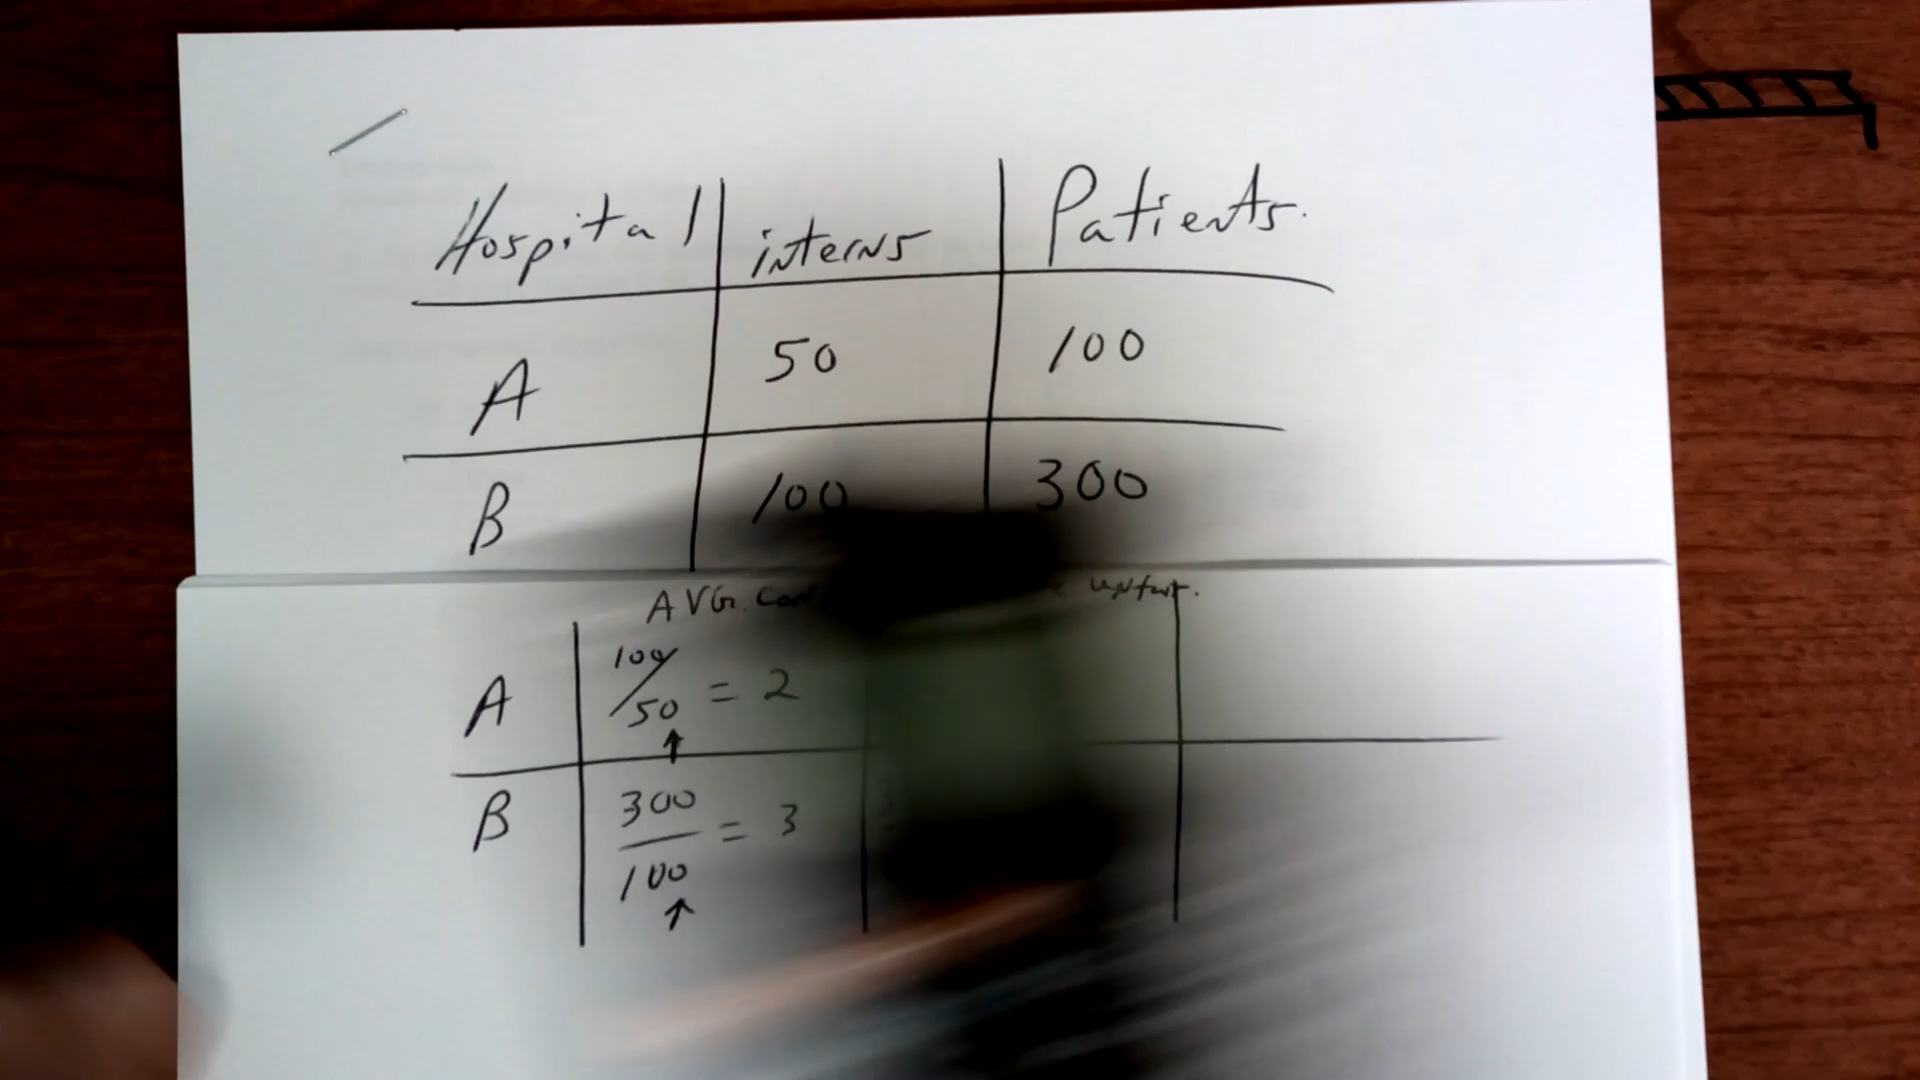 Hospital interns Patients.
A 50 100
B 100 300
AVG.
A 100/50 = 2
↑
B 300/100 = 3
↑